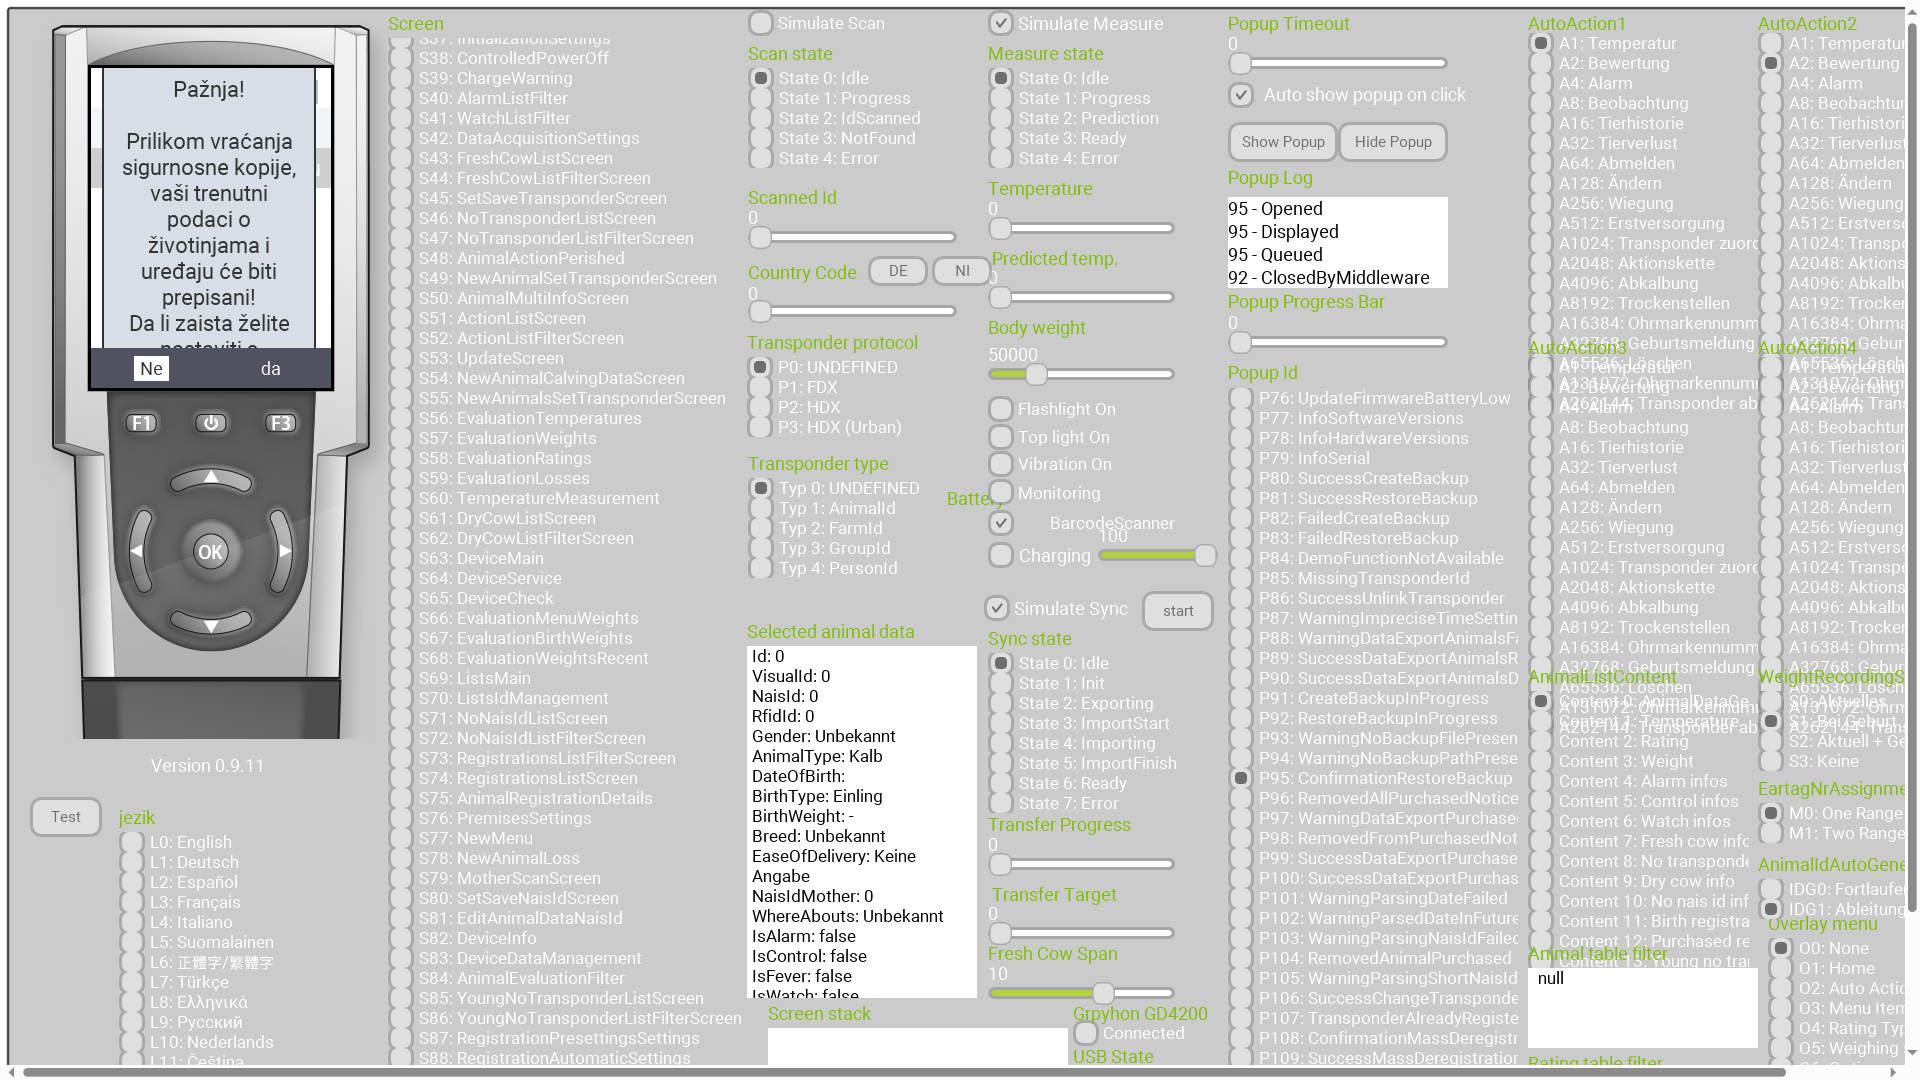 Pažnja!
Prilikom vraćanja
sigurnosne kopije,
vaši trenutni
podaci o
životinjama i
uređaju će biti
prepisani!
Da li zaista želite
Ne
da
F1
F3
OK
Version 0.9.11
Test
jezik
L0: English
L1: Deutsch
L2: Español
L3: Français
L4: Italiano
L5: Suomalainen
L6: 正體字/繁體字
L7: Türkçe
L8: Ελληνικά
L9: Русский
L10: Nederlands
L11: Čeština
Screen
S37: InitializationSettings
S38: ControlledPowerOff
S39: ChargeWarning
S40: AlarmListFilter
S41: WatchListFilter
S42: DataAcquisitionSettings
S43: FreshCowListScreen
S44: FreshCowListFilterScreen
S45: SetSaveTransponderScreen
S46: NoTransponderListScreen
S47: NoTransponderListFilterScreen
S48: AnimalActionPerished
S49: NewAnimalSetTransponderScreen
S50: AnimalMultiInfoScreen
S51: ActionListScreen
S52: ActionListFilterScreen
S53: UpdateScreen
S54: NewAnimalCalvingDataScreen
S55: NewAnimalsSetTransponderScreen
S56: EvaluationTemperatures
S57: EvaluationWeights
S58: EvaluationRatings
S59: EvaluationLosses
S60: TemperatureMeasurement
S61: DryCowListScreen
S62: DryCowListFilterScreen
S63: DeviceMain
S64: DeviceService
S65: DeviceCheck
S66: EvaluationMenuWeights
S67: EvaluationBirthWeights
S68: EvaluationWeightsRecent
S69: ListsMain
S70: ListsIdManagement
S71: NoNaisIdListScreen
S72: NoNaisIdListFilterScreen
S73: RegistrationsListFilterScreen
S74: RegistrationsListScreen
S75: AnimalRegistrationDetails
S76: PremisesSettings
S77: NewMenu
S78: NewAnimalLoss
S79: MotherScanScreen
S80: SetSaveNaisIdScreen
S81: EditAnimalDataNaisId
S82: DeviceInfo
S83: DeviceDataManagement
S84: AnimalEvaluationFilter
S85: YoungNoTransponderListScreen
S86: YoungNoTransponderListFilterScreen
S87: RegistrationPresettingsSettings
S88: RegistrationAutomaticSettings
Simulate Scan
Scan state
State 0: Idle
State 1: Progress
State 2: IdScanned
State 3: NotFound
State 4: Error
Scanned Id
0
Country Code
DE
NI
0
Transponder protocol
P0: UNDEFINED
P1: FDX
P2: HDX
P3: HDX (Urban)
Transponder type
Typ 0: UNDEFINED
Typ 1: AnimalId
Typ 2: FarmId
Typ 3: GroupId
Typ 4: PersonId
Selected animal data
Id: 0
VisualId: 0
NaisId: 0
RfidId: 0
Gender: Unbekannt
AnimalType: Kalb
DateOfBirth:
BirthType: Einling
BirthWeight: -
Breed: Unbekannt
EaseOfDelivery: Keine
Angabe
NaisIdMother: 0
WhereAbouts: Unbekannt
IsAlarm: false
IsControl: false
IsFever: false
IsWatch: false
Screen stack
Simulate Measure
Measure state
State 0: Idle
State 1: Progress
State 2: Prediction
State 3: Ready
State 4: Error
Temperature
0
Predicted temp.
0
Body weight
50000
Flashlight On
Top light On
Vibration On
Monitoring
Battery
BarcodeScanner
100
Charging
Simulate Sync
start
Sync state
State 0: Idle
State 1: Init
State 2: Exporting
State 3: ImportStart
State 4: Importing
State 5: ImportFinish
State 6: Ready
State 7: Error
Transfer Progress
0
Transfer Target
0
Fresh Cow Span
10
Grpyhon GD4200
Connected
USB State
Popup Timeout
0
Auto show popup on click
Show Popup
Hide Popup
Popup Log
95 - Opened
95 - Displayed
95 - Queued
92 - ClosedByMiddleware
Popup Progress Bar
0
Popup Id
P76: UpdateFirmwareBatteryLow
P77: InfoSoftwareVersions
P78: InfoHardwareVersions
P79: InfoSerial
P80: SuccessCreateBackup
P81: SuccessRestoreBackup
P82: FailedCreateBackup
P83: FailedRestoreBackup
P84: DemoFunctionNotAvailable
P85: MissingTransponderId
P86: SuccessUnlinkTransponder
P87: WarningImpreciseTimeSettin
P88: WarningDataExportAnimalsFa
P89: SuccessDataExportAnimalsR
P90: SuccessDataExportAnimalsD
P91: CreateBackupInProgress
P92: RestoreBackupInProgress
P93: WarningNoBackupFilePresen
P94: WarningNoBackupPathPrese
P95: ConfirmationRestoreBackup
P96: RemovedAllPurchasedNotice
P97: WarningDataExportPurchase
P98: RemovedFromPurchasedNot
P99: SuccessDataExportPurchase
P100: SuccessDataExportPurchas
P101: WarningParsingDateFailed
P102: WarningParsedDateInFuture
P103: WarningParsingNaisIdFailed
P104: RemovedAnimalPurchased
P105: WarningParsingShortNaisId
P106: SuccessChangeTransponde
P107: TransponderAlreadyRegiste
P108: ConfirmationMassDeregistr
P109: SuccessMassDeregistration
AutoAction1
A1: Temperatur
A2: Bewertung
A4: Alarm
A8: Beobachtung
A16: Tierhistorie
A32: Tierverlust
A64: Abmelden
A128: Ändern
A256: Wiegung
A512: Erstversorgung
A1024: Transponder zuord
A2048: Aktionskette
A4096: Abkalbung
A8192: Trockenstellen
A16384: Ohrmarkennumm
A32768: Geburtsmeldung
AutoAction3
A65536: Löschen
A1: Temperatur
A131072: Ohrmarkennum
A2: Bewertung
A262144: Transponder ab
A4: Alarm
A8: Beobachtung
A16: Tierhistorie
A32: Tierverlust
A64: Abmelden
A128: Ändern
A256: Wiegung
A512: Erstversorgung
A1024: Transponder zuord
A2048: Aktionskette
A4096: Abkalbung
A8192: Trockenstellen
A16384: Ohrmarkennumm
A32768: Geburtsmeldung
AnimalListContent
A65536: Löschen
Content 0: AnimalDataGe
A131072: Ohrmarkennum
Content 1: Temperature
A262144: Transponder ab
Content 2: Rating
Content 3: Weight
Content 4: Alarm infos
Content 5: Control infos
Content 6: Watch infos
Content 7: Fresh cow info
Content 8: No transponde
Content 9: Dry cow info
Content 10: No nais id inf
Content 11: Birth registra
Content 12: Purchased re
Content 13: Young no tran
Animal table filter
null
Rating table filter
AutoAction2
A1: Temperatur
A2: Bewertung
A4: Alarm
A8: Beobachtun
A16: Tierhistori
A32: Tierverlust
A64: Abmelden
A128: Ändern
A256: Wiegung
A512: Erstverso
A1024: Transpo
A2048: Aktions
A4096: Abkalbu
A8192: Trocken
A16384: Ohrma
A32768: Gebur
AutoAction4
A65536: Lösch
A1: Temperatur
A131072: Ohrm
A2: Bewertung
A262144: Trans
A4: Alarm
A8: Beobachtun
A16: Tierhistori
A32: Tierverlust
A64: Abmelden
A128: Ändern
A256: Wiegung
A512: Erstverso
A1024: Transpo
A2048: Aktions
A4096: Abkalbu
A8192: Trocken
A16384: Ohrma
A32768: Gebur
WeightRecordingS
A65536: Lösch
S0: Aktuelles
A131072: Ohrm
S1: Bei Geburt
A262144: Trans
S2: Aktuell + Ge
S3: Keine
EartagNrAssignme
M0: One Range
M1: Two Range
AnimalIdAutoGene
IDG0: Fortlaufer
IDG1: Ableitung
Overlay menu
O0: None
O1: Home
O2: Auto Actio
O3: Menu Item
O4: Rating Typ
O5: Weighing